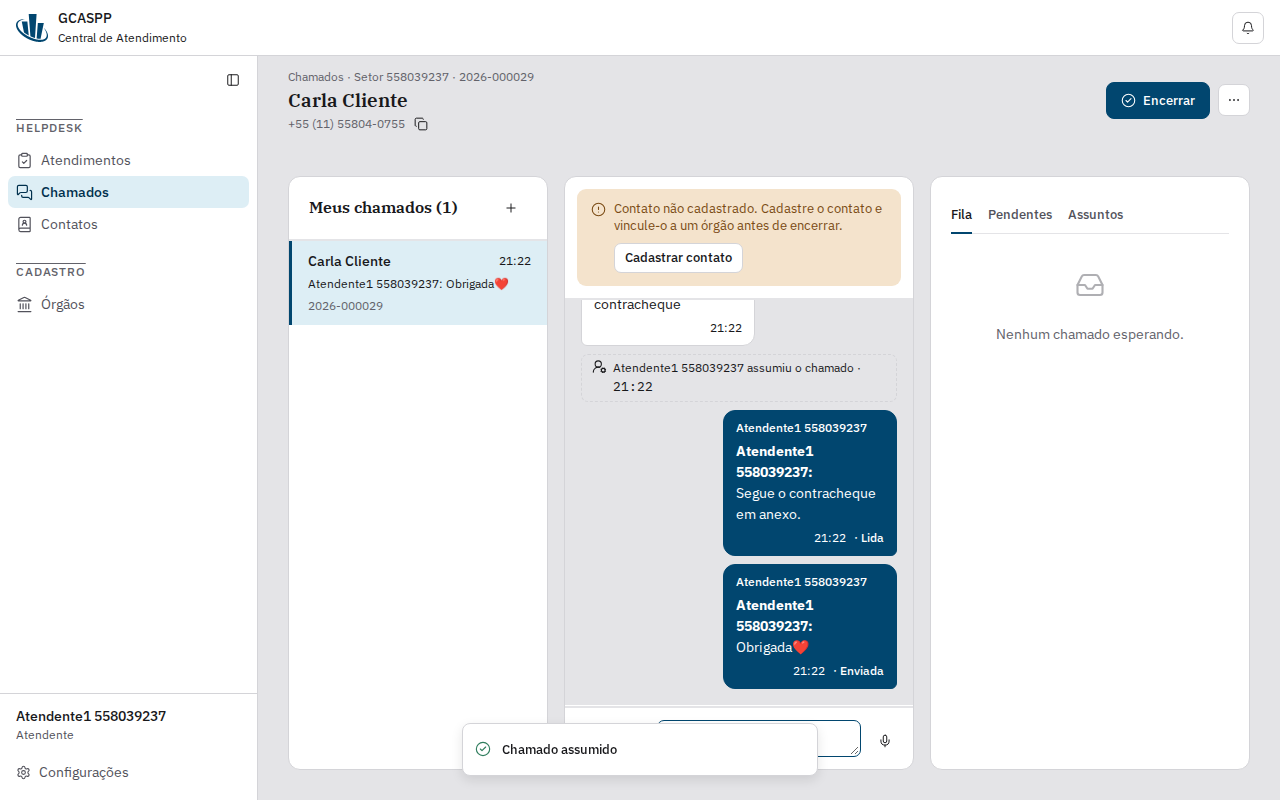 GCASPP
Central de Atendimento
HELPDESK
Atendimentos
Chamados
Contatos
CADASTRO
Órgãos
Atendente1 558039237
Atendente
Configurações
Chamados · Setor 558039237 · 2026-000029
Carla Cliente
+55 (11) 55804-0755
Encerrar
Meus chamados (1)
Carla Cliente 21:22
Atendente1 558039237: Obrigada❤️
2026-000029
Contato não cadastrado. Cadastre o contato e
vincule-o a um órgão antes de encerrar.
Cadastrar contato
contracheque
21:22
Atendente1 558039237 assumiu o chamado ·
21:22
Atendente1 558039237
Atendente1
558039237:
Segue o contracheque
em anexo.
21:22 · Lida
Atendente1 558039237
Atendente1
558039237:
Obrigada❤️
21:22 · Enviada
Chamado assumido
Fila Pendentes Assuntos
Nenhum chamado esperando.